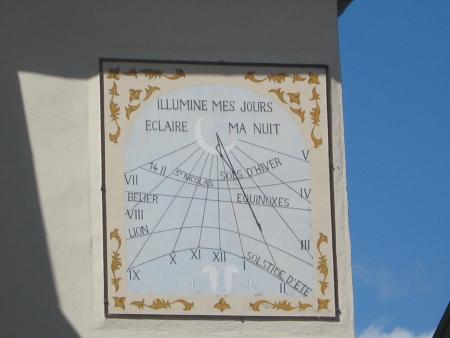 ILLUMINE MES JOURS
ECLAIRE MA NUIT
V
14 11 St NICOLAS SOLS D'HIVER
VII
IV
BELIER EQUINOXES
VIII
LION
III
IX X XI XII I SOLSTICE D'ETE
II